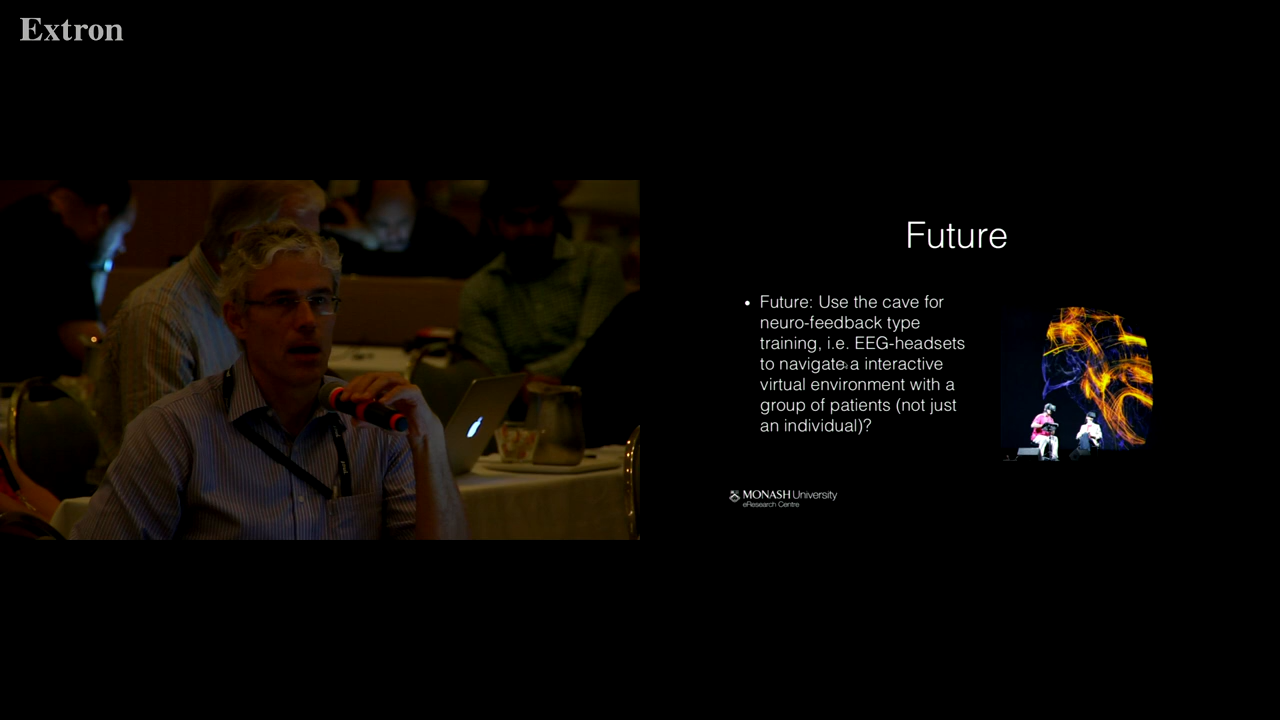 Extron
Future
• Future: Use the cave for
neuro-feedback type
training, i.e. EEG-headsets
to navigate a interactive
virtual environment with a
group of patients (not just
an individual)?
MONASH University
eResearch Centre